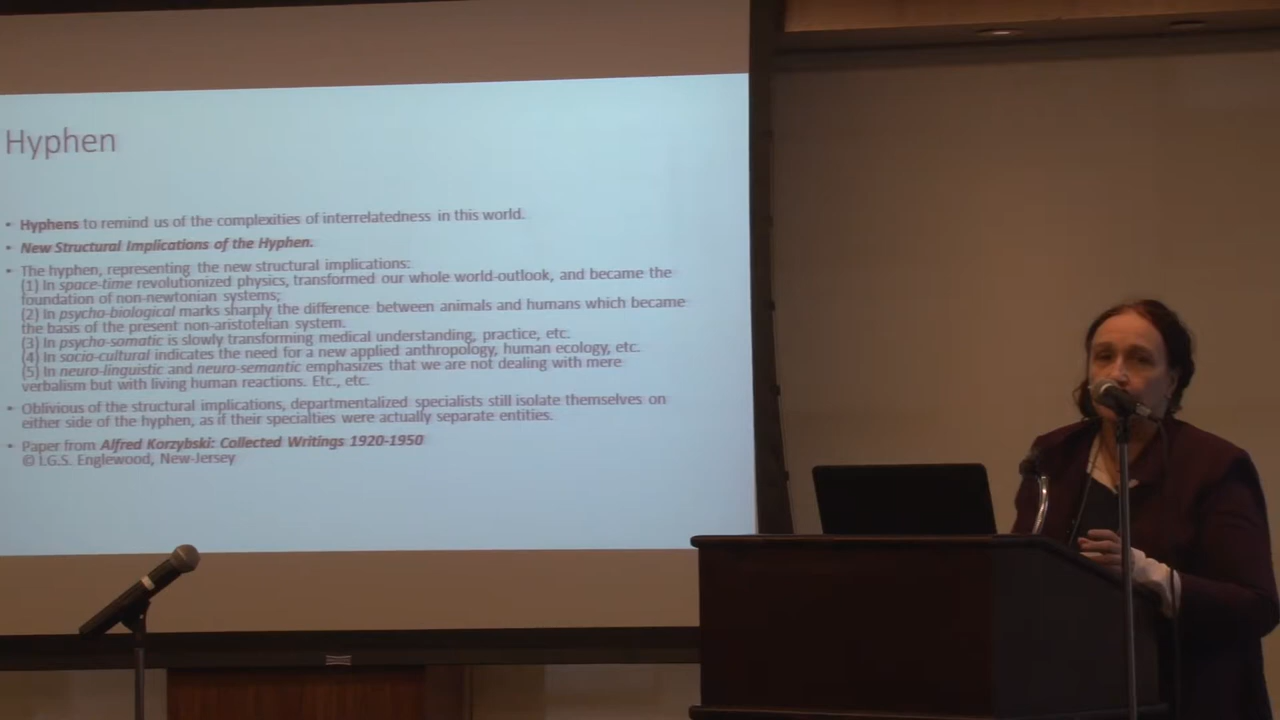 Hyphen
• Hyphens to remind us of the complexities of interrelatedness in this world.
• New Structural Implications of the Hyphen.
• The hyphen, representing the new structural implications:
(1) In space-time revolutionized physics, transformed our whole world-outlook, and became the
foundation of non-newtonian systems;
(2) In psycho-biological marks sharply the difference between animals and humans which became
the basis of the present non-aristotelian system.
(3) In psycho-somatic is slowly transforming medical understanding, practice, etc.
(4) In socio-cultural indicates the need for a new applied anthropology, human ecology, etc.
(5) In neuro-linguistic and neuro-semantic emphasizes that we are not dealing with mere
verbalism but with living human reactions. Etc., etc.
• Oblivious of the structural implications, departmentalized specialists still isolate themselves on
either side of the hyphen, as if their specialties were actually separate entities.
• Paper from Alfred Korzybski: Collected Writings 1920-1950
© I.G.S. Englewood, New-Jersey